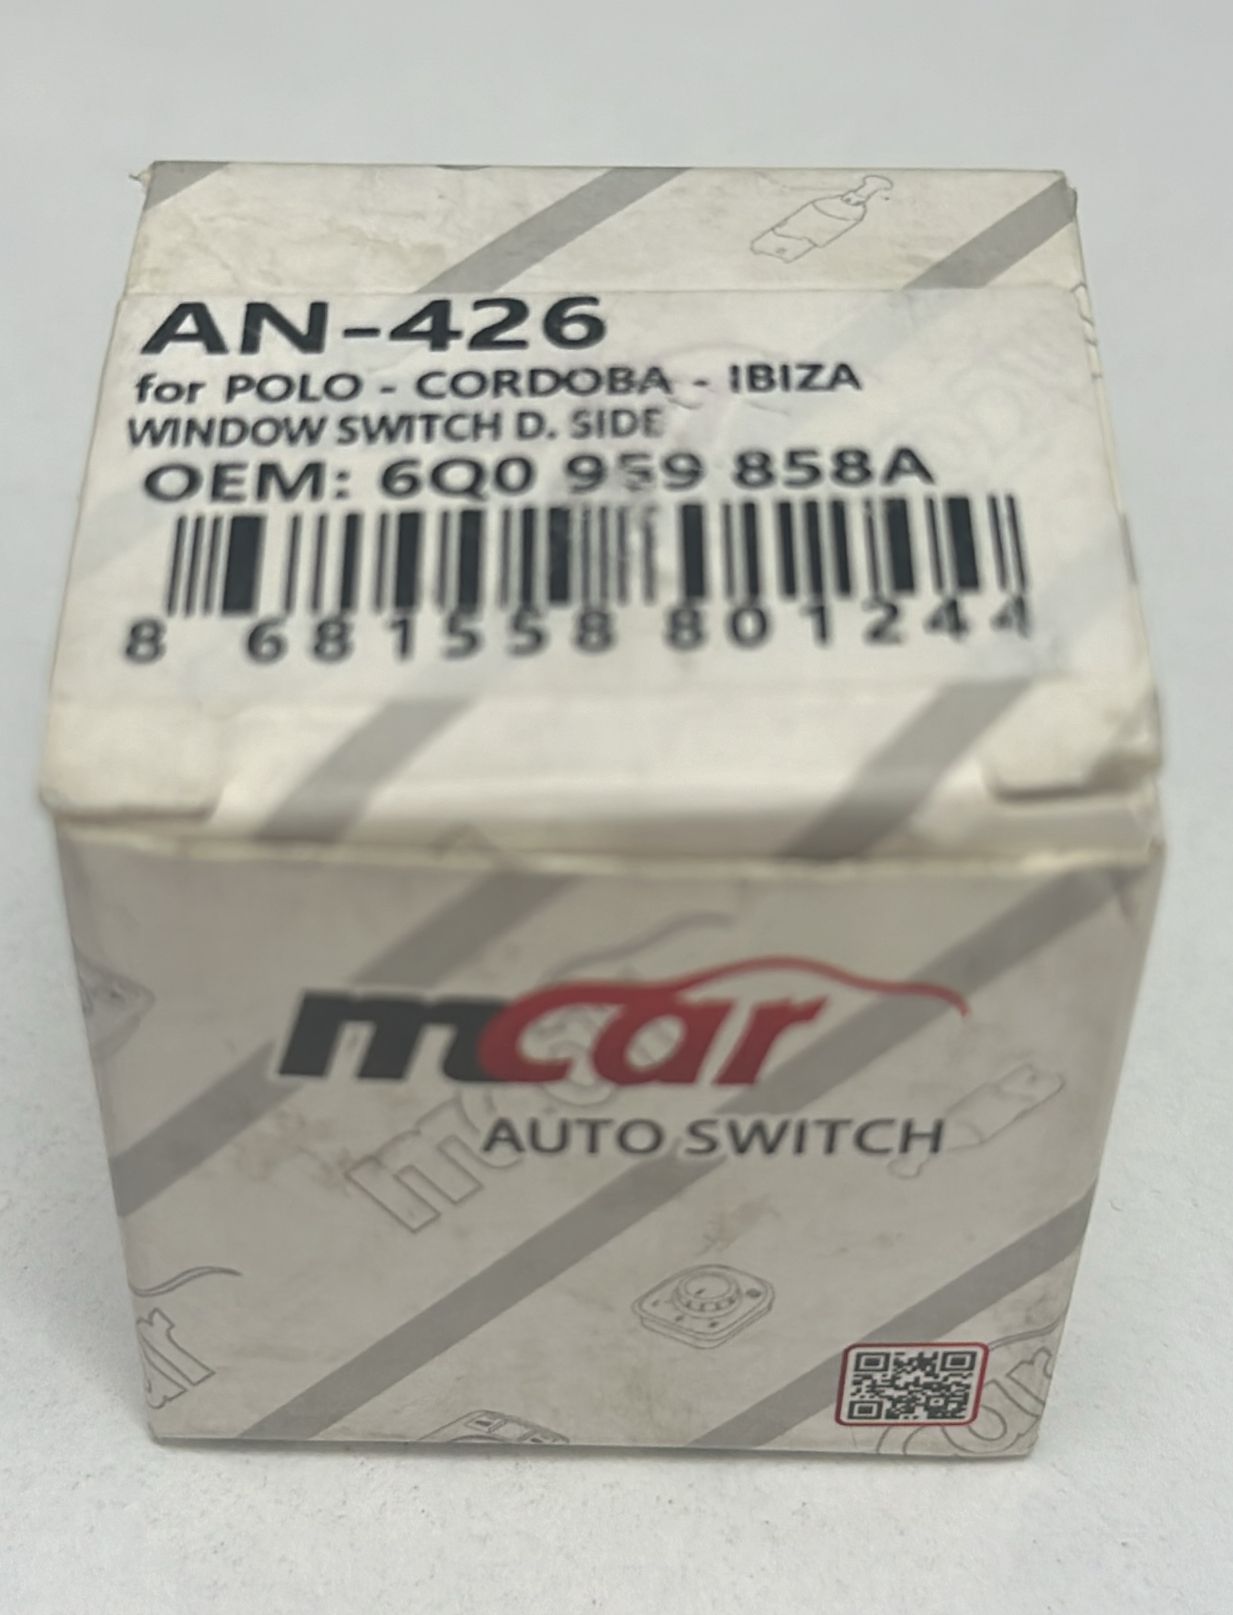 AN-426
for POLO - CORDOBA - IBIZA
WINDOW SWITCH D. SIDE
OEM: 6Q0 959 858A
8 681558 801244
mcar
AUTO SWITCH